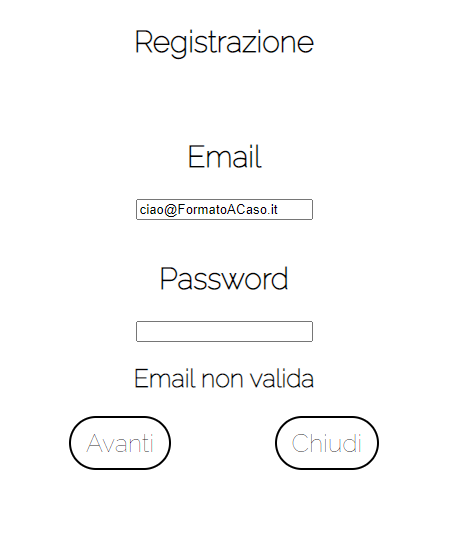 Registrazione
Email
ciao@FormatoACaso.it
Password
Email non valida
Avanti
Chiudi